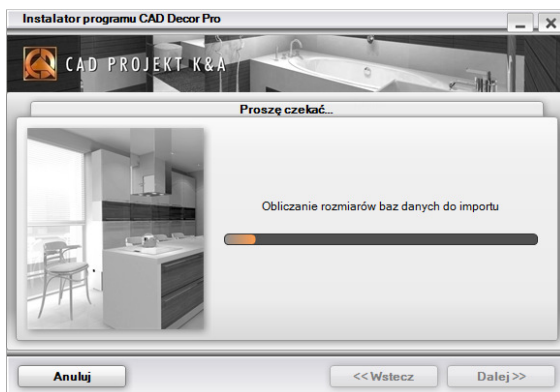 Instalator programu CAD Decor Pro
CAD PROJEKT K&A
Proszę czekać...
Obliczanie rozmiarów baz danych do importu
Anuluj
<< Wstecz
Dalej >>